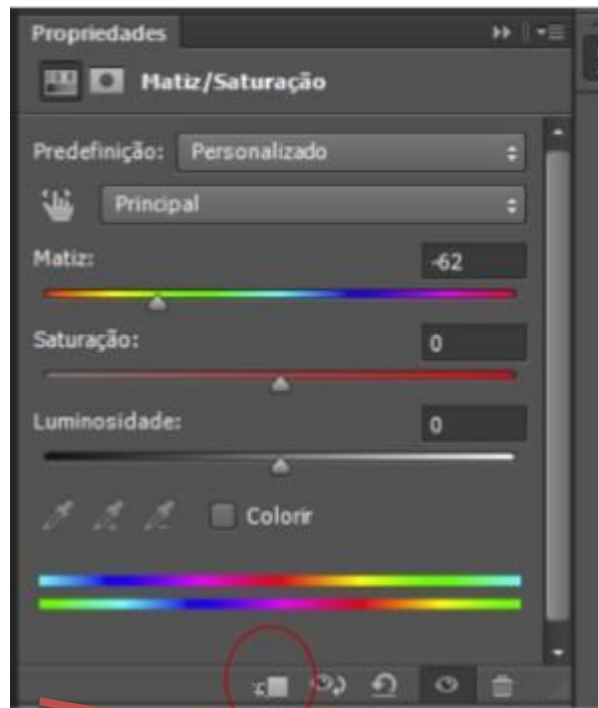 Propriedades
Matiz/Saturação
Predefinição: Personalizado
Principal
Matiz: -62
Saturação: 0
Luminosidade: 0
Colorir